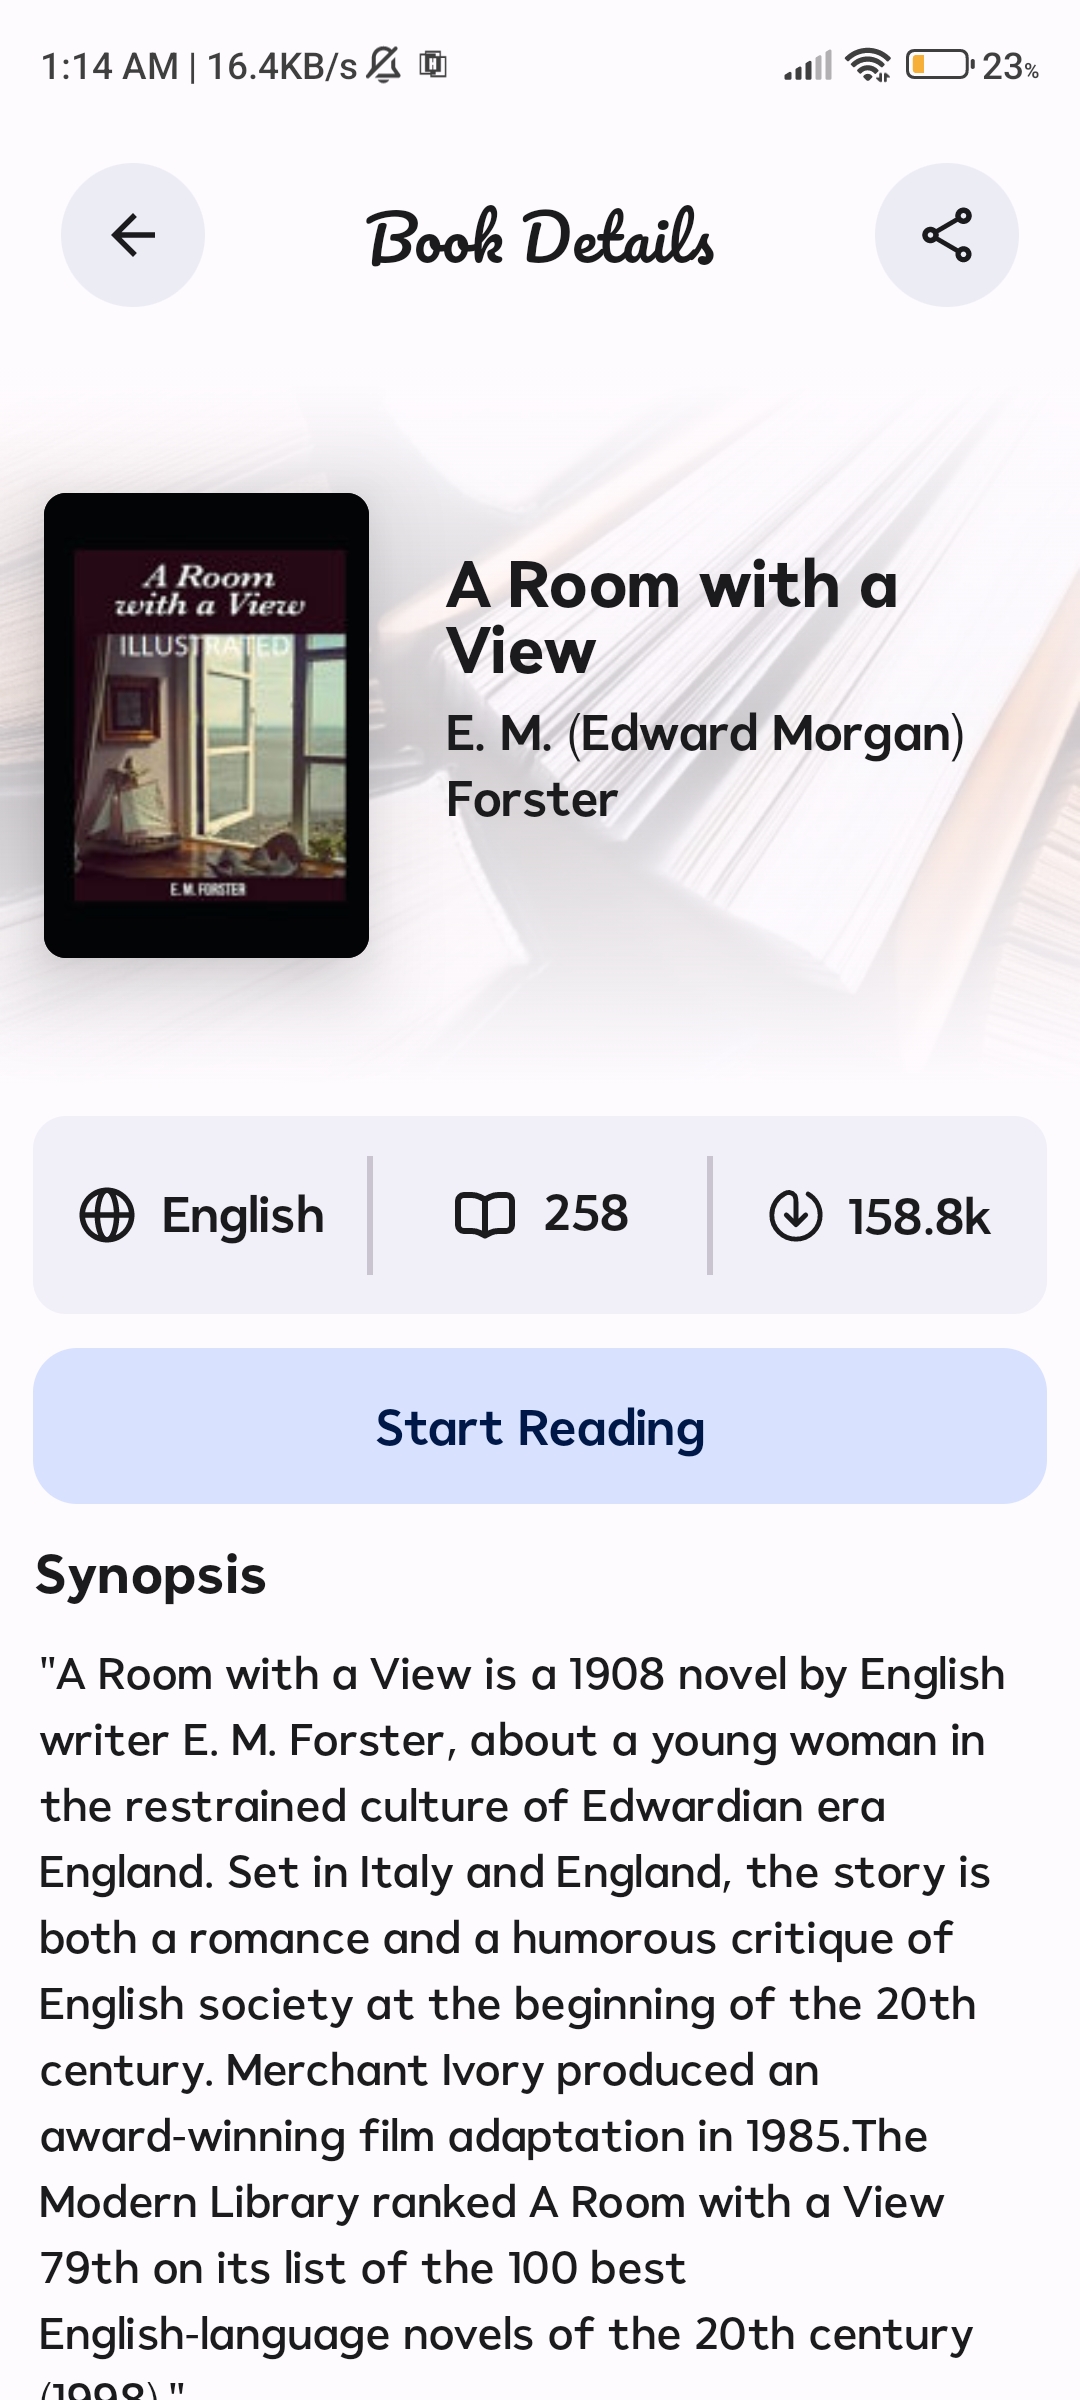 1:14 AM | 16.4KB/s
23%
Book Details
A Room
with a View
ILLUSTRATED
E. M. FORSTER
A Room with a
View
E. M. (Edward Morgan)
Forster
English
258
158.8k
Start Reading
Synopsis
"A Room with a View is a 1908 novel by English
writer E. M. Forster, about a young woman in
the restrained culture of Edwardian era
England. Set in Italy and England, the story is
both a romance and a humorous critique of
English society at the beginning of the 20th
century. Merchant Ivory produced an
award-winning film adaptation in 1985.The
Modern Library ranked A Room with a View
79th on its list of the 100 best
English-language novels of the 20th century
(1998)."